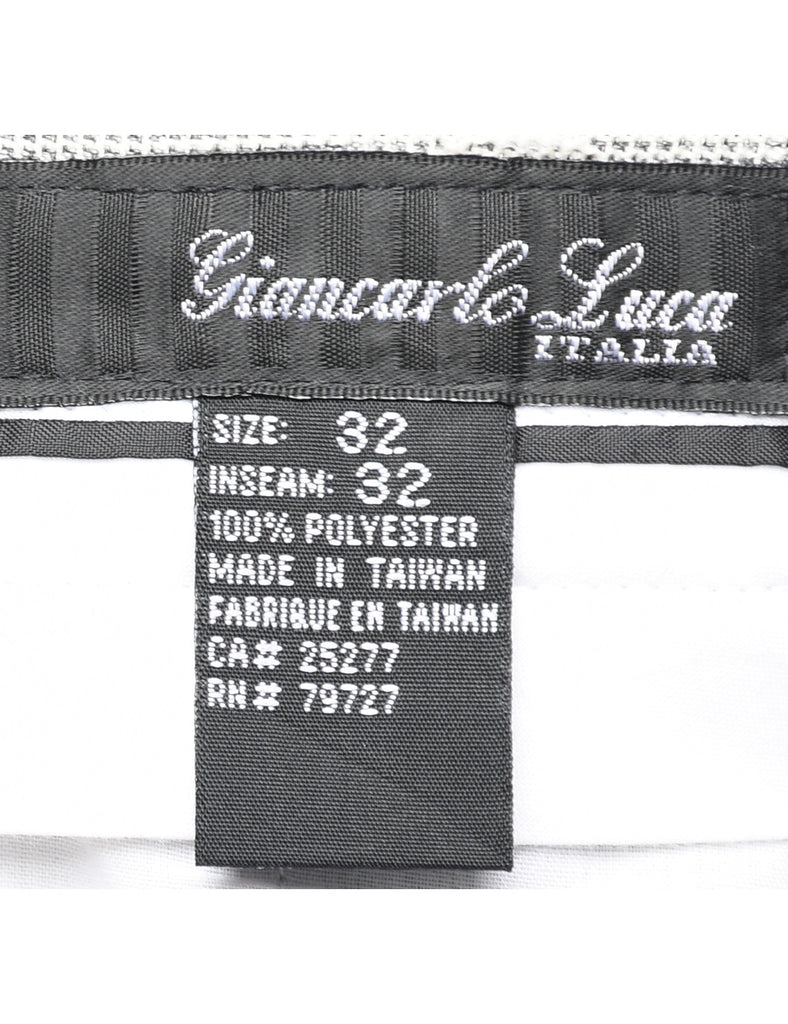 Giancarlo Luca
ITALIA
SIZE: 32
INSEAM: 32
100% POLYESTER
MADE IN TAIWAN
FABRIQUE EN TAIWAN
CA# 25277
RN# 79727